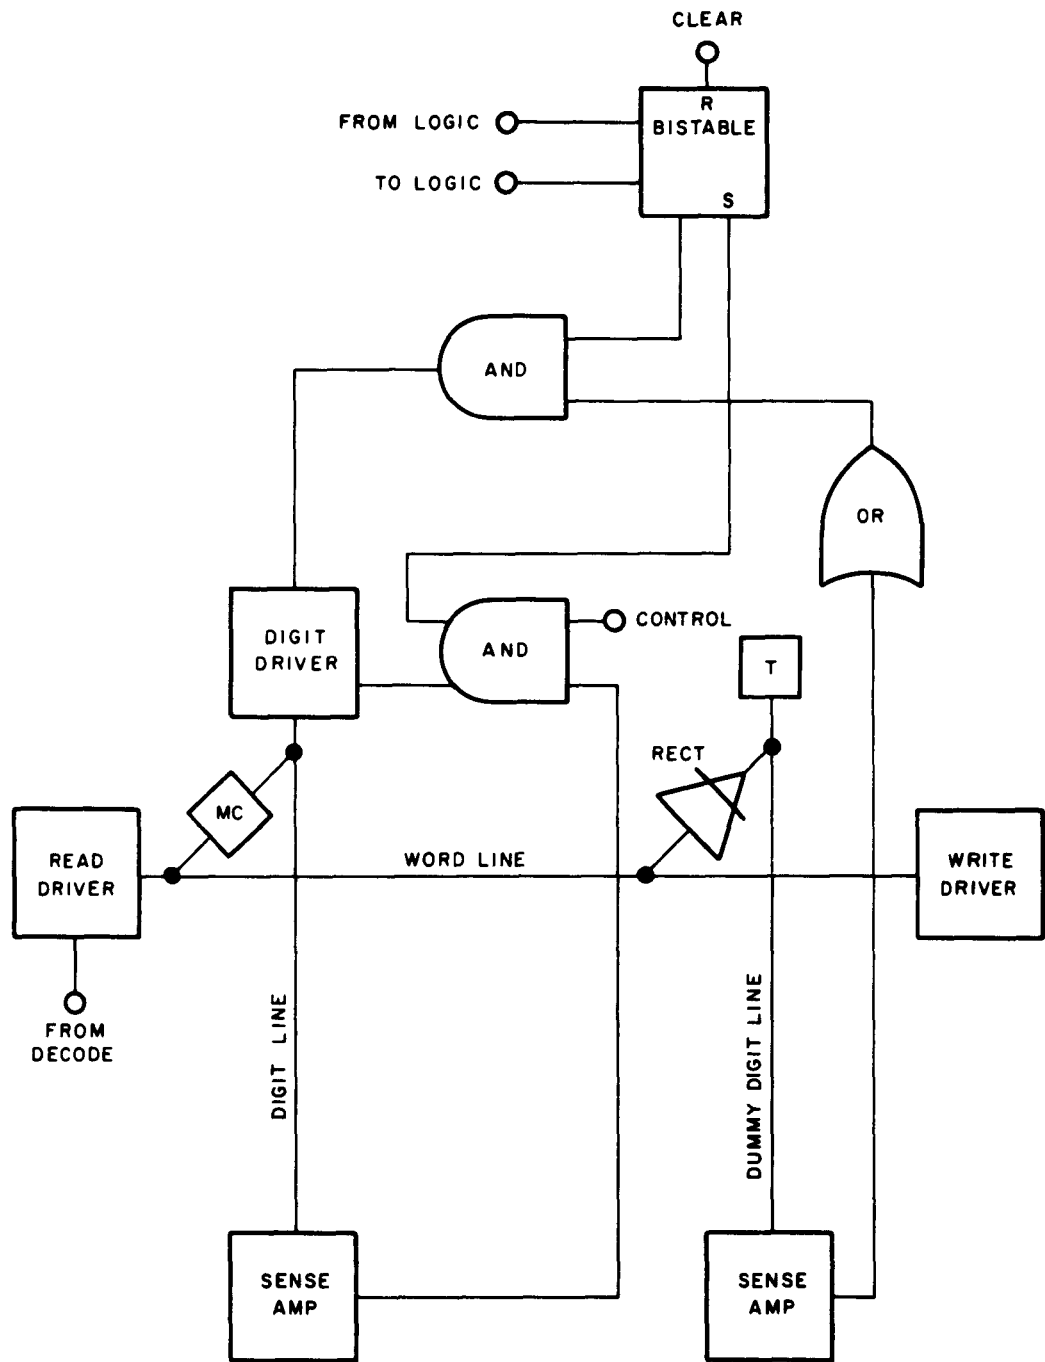 CLEAR
R
BISTABLE
FROM LOGIC
TO LOGIC
S
AND
OR
DIGIT
DRIVER
AND
CONTROL
T
RECT
MC
READ
DRIVER
WORD LINE
WRITE
DRIVER
FROM
DECODE
DIGIT LINE
DUMMY DIGIT LINE
SENSE
AMP
SENSE
AMP